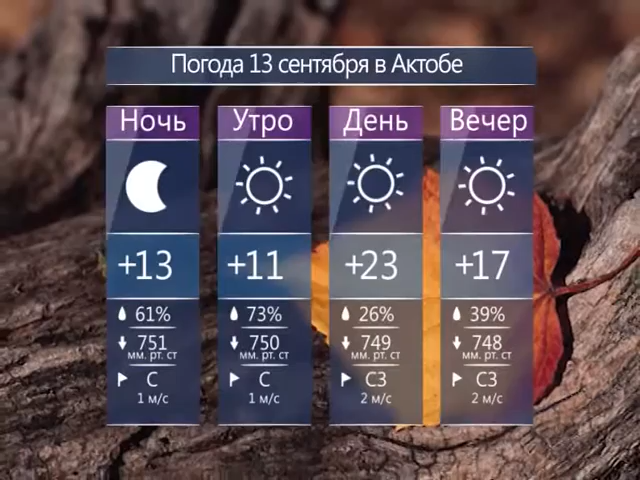 Погода 13 сентября в Актобе
Ночь Утро День Вечер
+13 +11 +23 +17
61% 73% 26% 39%
751 750 749 748
мм. рт. ст мм. рт. ст мм. рт. ст мм. рт. ст
С С СЗ СЗ
1 м/с 1 м/с 2 м/с 2 м/с